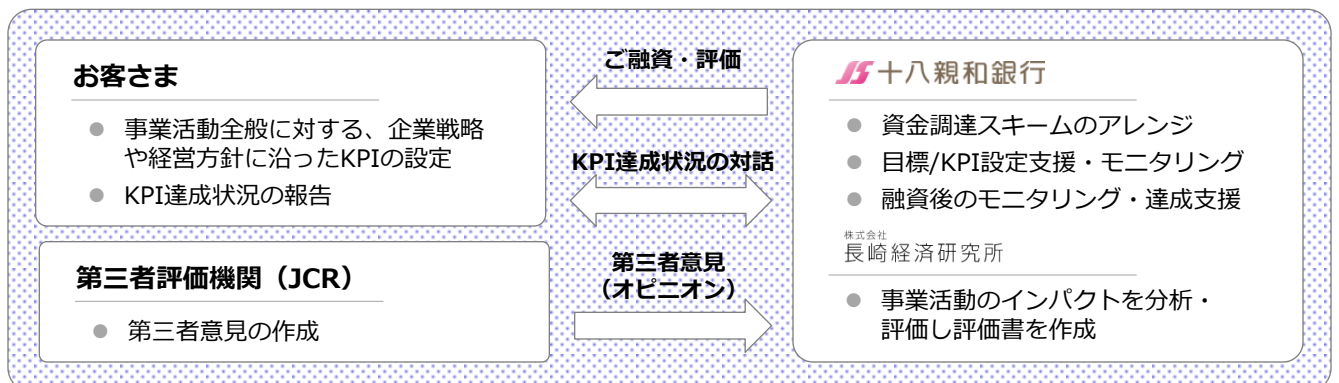 お客さま
● 事業活動全般に対する、企業戦略
や経営方針に沿ったKPIの設定
● KPI達成状況の報告
第三者評価機関（JCR）
● 第三者意見の作成
ご融資・評価
KPI達成状況の対話
第三者意見
（オピニオン）
十八親和銀行
● 資金調達スキームのアレンジ
● 目標/KPI設定支援・モニタリング
● 融資後のモニタリング・達成支援
株式会社
長崎経済研究所
● 事業活動のインパクトを分析・
評価し評価書を作成